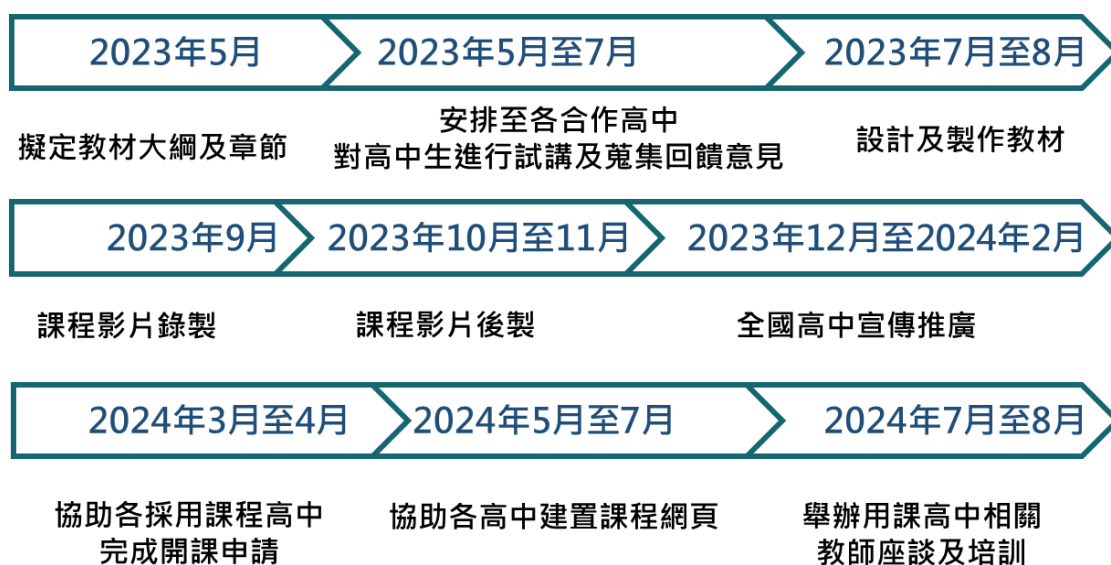 2023年5月
2023年5月至7月
2023年7月至8月
擬定教材大綱及章節
安排至各合作高中
對高中生進行試講及蒐集回饋意見
設計及製作教材
2023年9月
2023年10月至11月
2023年12月至2024年2月
課程影片錄製
課程影片後製
全國高中宣傳推廣
2024年3月至4月
2024年5月至7月
2024年7月至8月
協助各採用課程高中
完成開課申請
協助各高中建置課程網頁
舉辦用課高中相關
教師座談及培訓